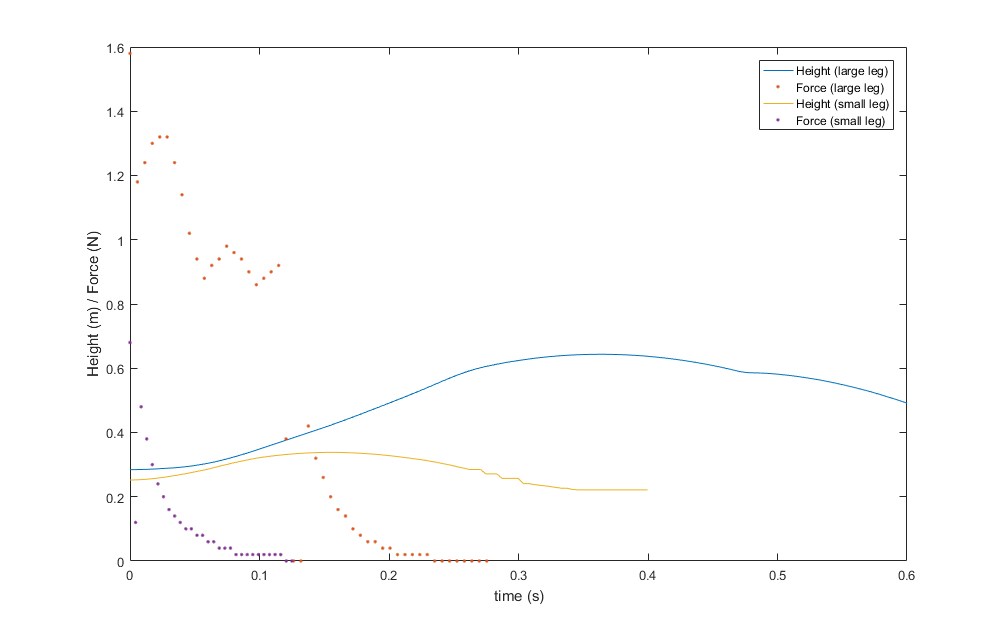 1.6
1.4
1.2
1
0.8
0.6
0.4
0.2
0
Height (m) / Force (N)
Height (large leg)
Force (large leg)
Height (small leg)
Force (small leg)
0 0.1 0.2 0.3 0.4 0.5 0.6
time (s)